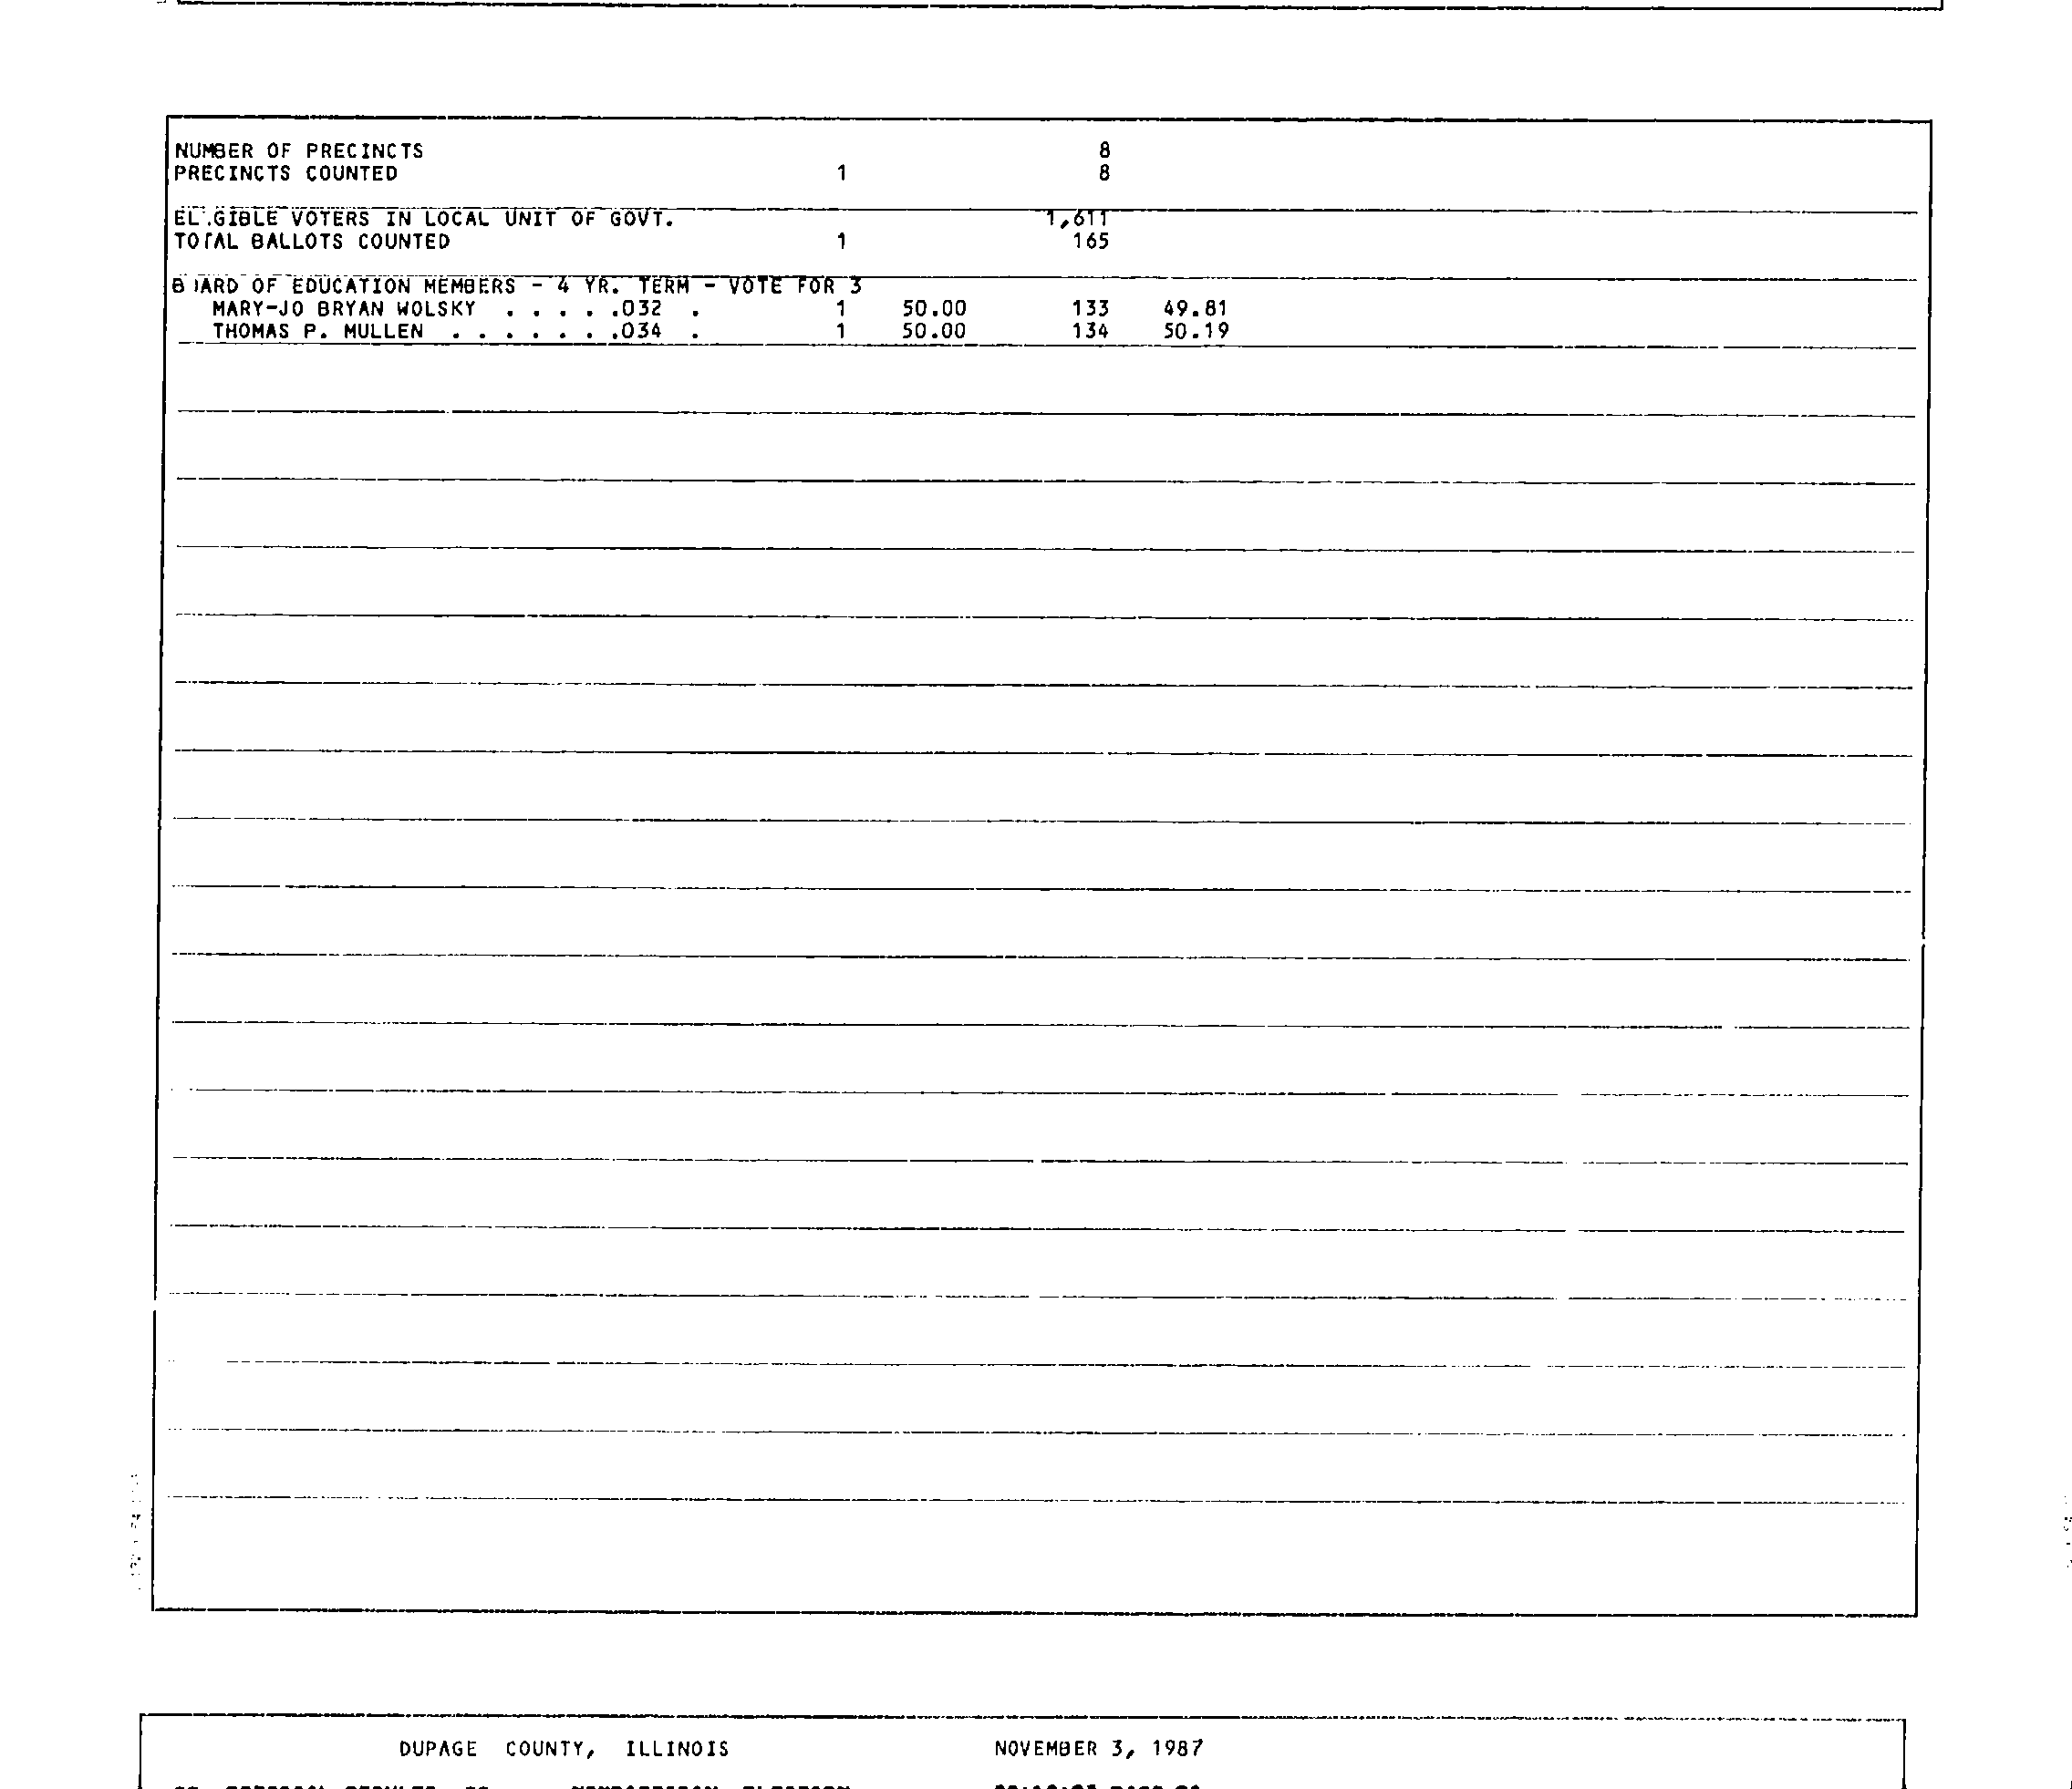 NUMBER OF PRECINCTS 8
PRECINCTS COUNTED 1 8
EL.GIBLE VOTERS IN LOCAL UNIT OF GOVT. 1,611
TOTAL BALLOTS COUNTED 1 165
BOARD OF EDUCATION MEMBERS - 4 YR. TERM - VOTE FOR 3
MARY-JO BRYAN WOLSKY . . . . .032 . 1 50.00 133 49.81
THOMAS P. MULLEN . . . . . . .034 . 1 50.00 134 50.19
DUPAGE COUNTY, ILLINOIS NOVEMBER 3, 1987